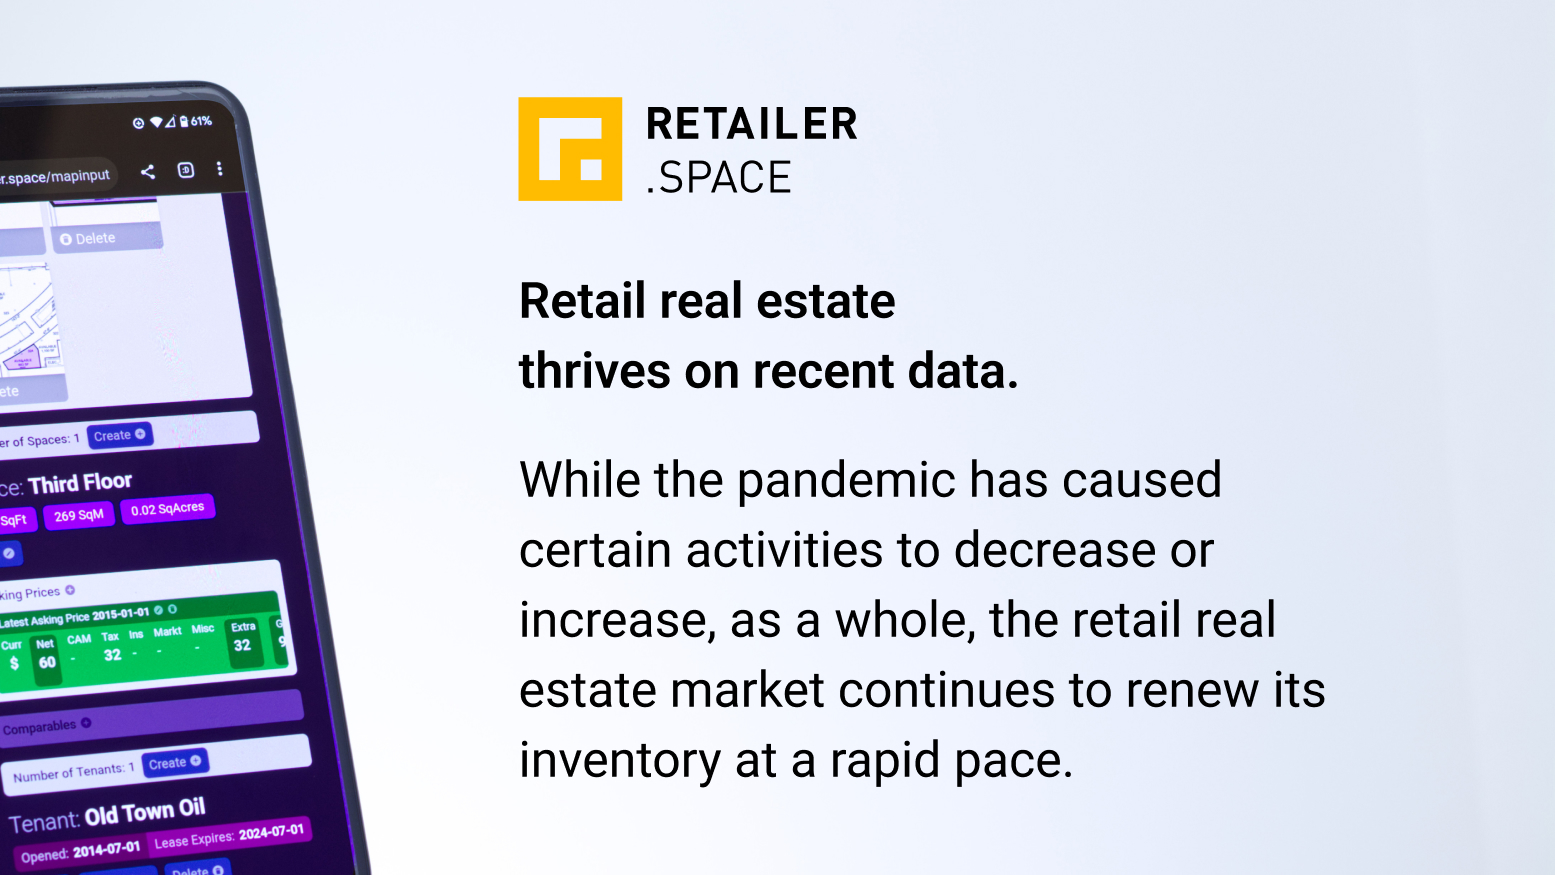 61%
r.space/mapinput
Delete
ete
er of Spaces: 1 Create
ce: Third Floor
SqFt 269 SqM 0.02 SqAcres
king Prices
Latest Asking Price 2015-01-01
Curr Net CAM Tax Ins Markt Misc Extra G
$ 60 - 32 - - - 32 9
Comparables
Number of Tenants: 1 Create
Tenant: Old Town Oil
Opened: 2014-07-01 Lease Expires: 2024-07-01
Delete
RETAILER
.SPACE
Retail real estate
thrives on recent data.
While the pandemic has caused
certain activities to decrease or
increase, as a whole, the retail real
estate market continues to renew its
inventory at a rapid pace.